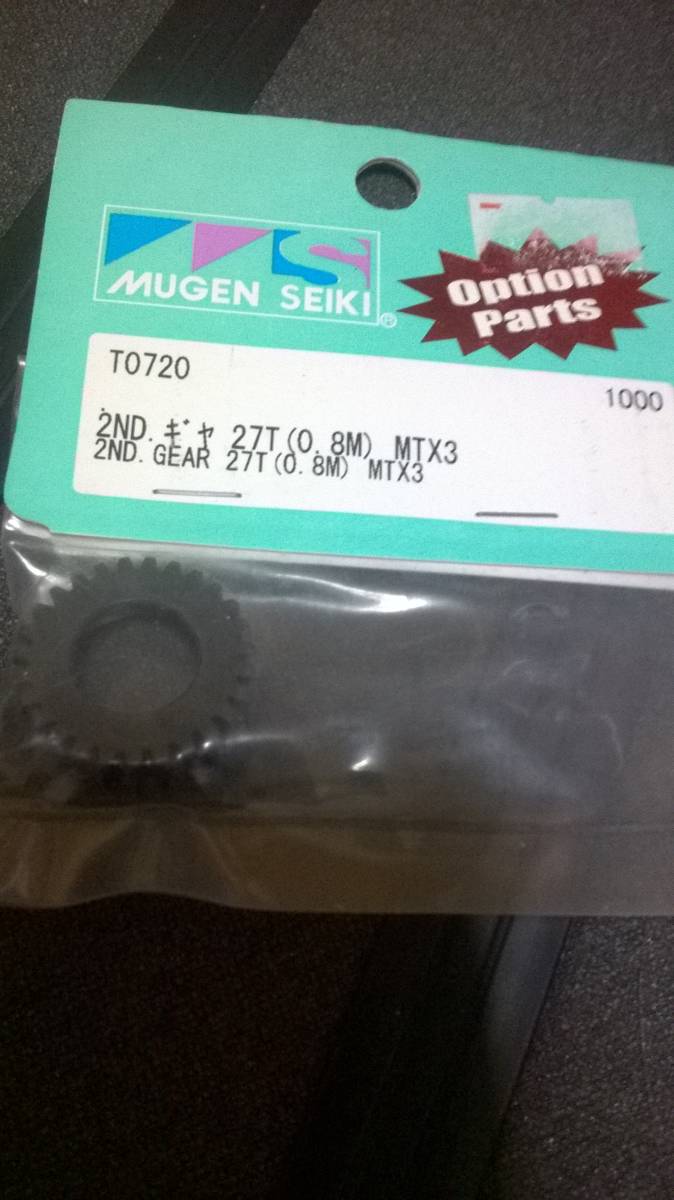 MUGEN SEIKI®
Option
Parts
T0720
1000
2ND. ギヤ 27T(0.8M) MTX3
2ND. GEAR 27T(0.8M) MTX3